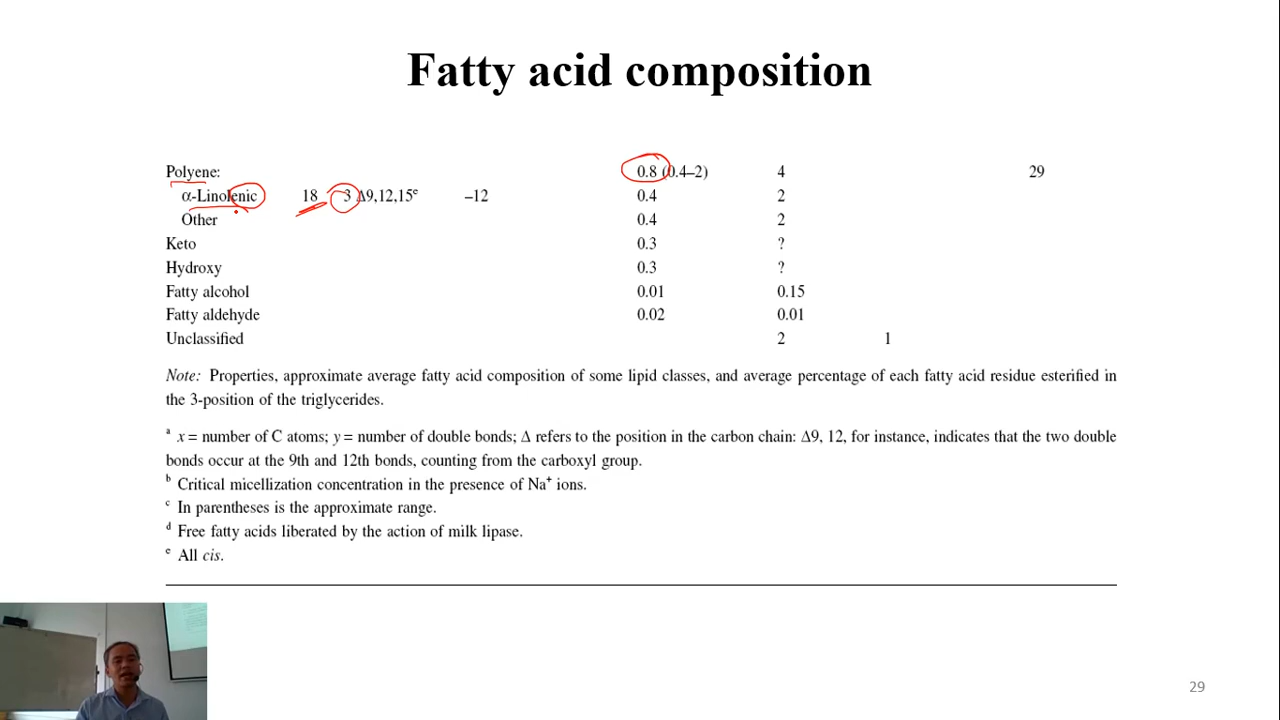 Fatty acid composition
Polyene: 0.8 (0.4–2) 4 29
α-Linolenic 18 3 Δ9,12,15ᵉ –12 0.4 2
Other 0.4 2
Keto 0.3 ?
Hydroxy 0.3 ?
Fatty alcohol 0.01 0.15
Fatty aldehyde 0.02 0.01
Unclassified 2 1
Note: Properties, approximate average fatty acid composition of some lipid classes, and average percentage of each fatty acid residue esterified in
the 3-position of the triglycerides.
ᵃ x = number of C atoms; y = number of double bonds; Δ refers to the position in the carbon chain: Δ9, 12, for instance, indicates that the two double
bonds occur at the 9th and 12th bonds, counting from the carboxyl group.
ᵇ Critical micellization concentration in the presence of Na⁺ ions.
ᶜ In parentheses is the approximate range.
ᵈ Free fatty acids liberated by the action of milk lipase.
ᵉ All cis.
29